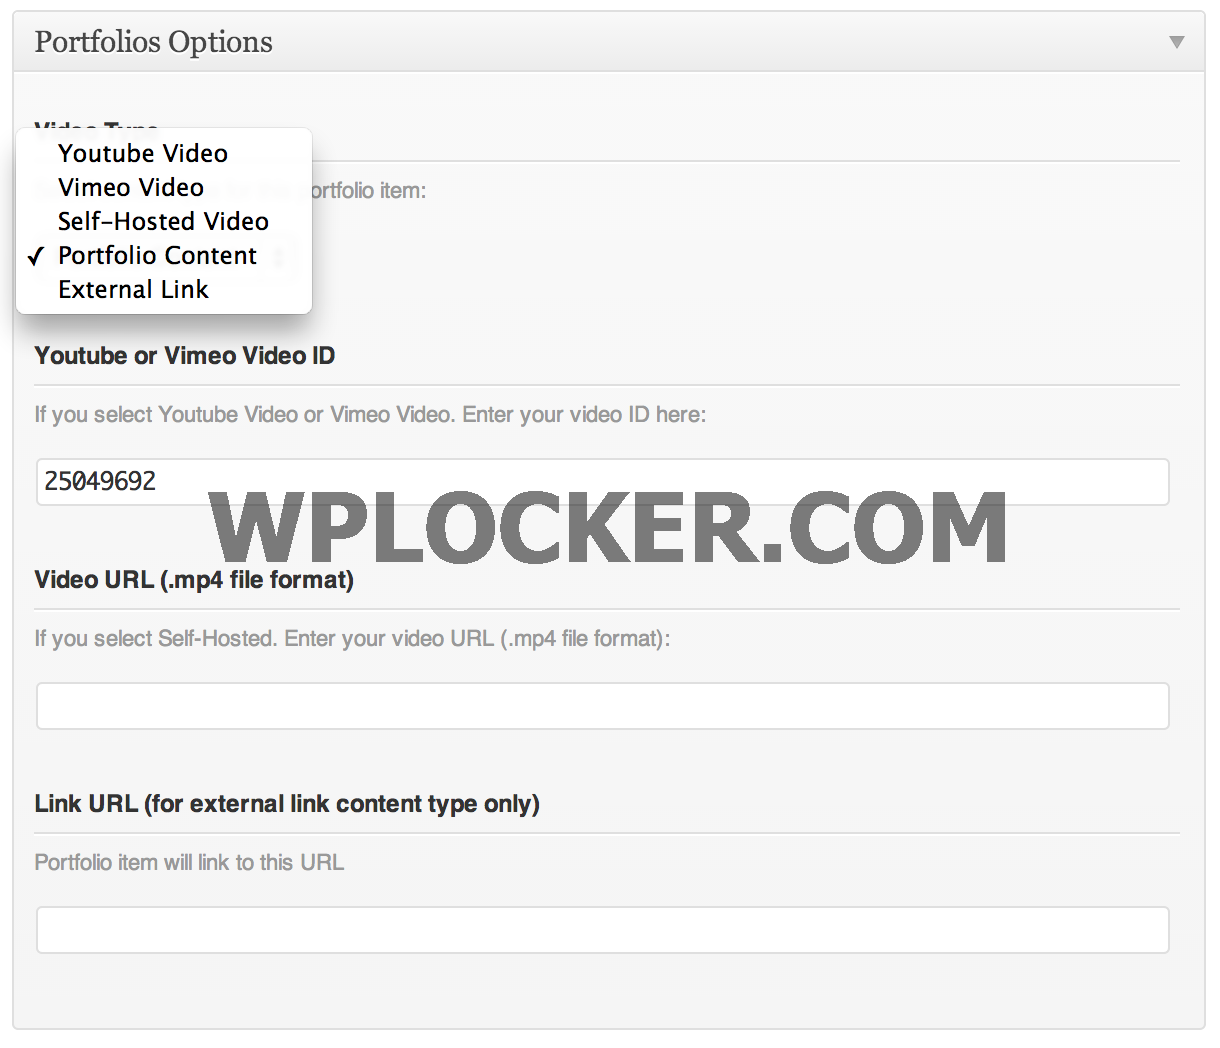 Portfolios Options
Video Type
Youtube Video
Vimeo Video
portfolio item:
Self-Hosted Video
✓ Portfolio Content
External Link
Youtube or Vimeo Video ID
If you select Youtube Video or Vimeo Video. Enter your video ID here:
25049692
WPLOCKER.COM
Video URL (.mp4 file format)
If you select Self-Hosted. Enter your video URL (.mp4 file format):
Link URL (for external link content type only)
Portfolio item will link to this URL